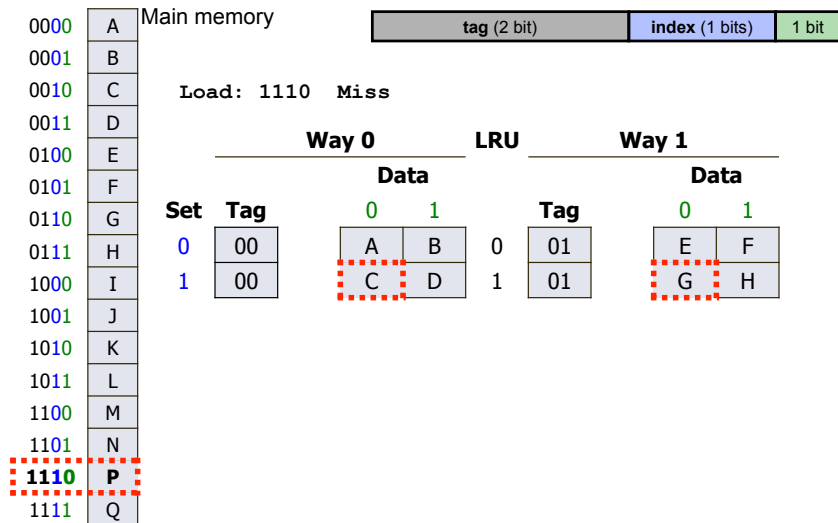 Main memory
tag (2 bit) index (1 bits) 1 bit
0000 A
0001 B
0010 C
0011 D
0100 E
0101 F
0110 G
0111 H
1000 I
1001 J
1010 K
1011 L
1100 M
1101 N
1110 P
1111 Q
Load: 1110 Miss
Way 0 LRU Way 1
Data Data
Set Tag 0 1 Tag 0 1
0 00 A B 0 01 E F
1 00 C D 1 01 G H